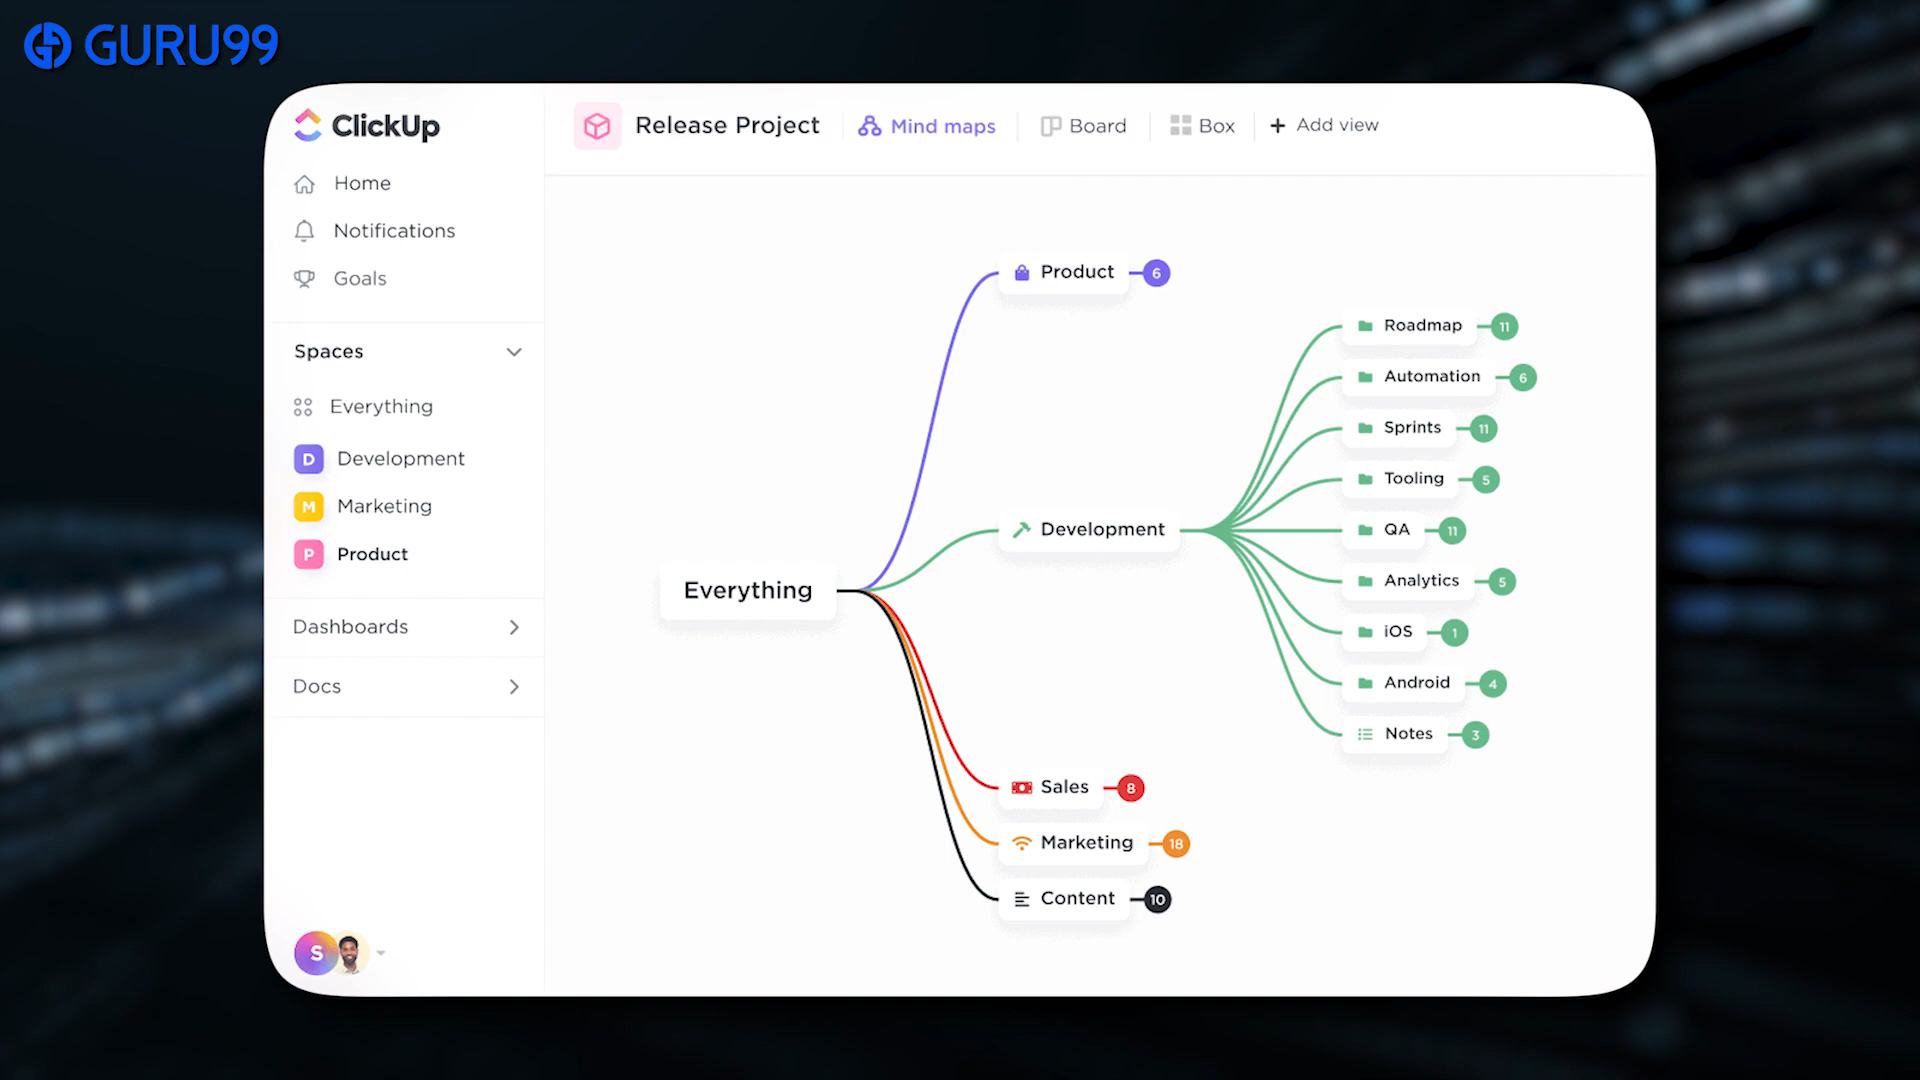 GURU99
ClickUp
Home
Notifications
Goals
Spaces
Everything
D Development
M Marketing
P Product
Dashboards
Docs
S
Release Project Mind maps Board Box + Add view
Everything
Product 6
Development
Roadmap 11
Automation 6
Sprints 11
Tooling 5
QA 11
Analytics 5
iOS 1
Android 4
Notes 3
Sales 8
Marketing 18
Content 10